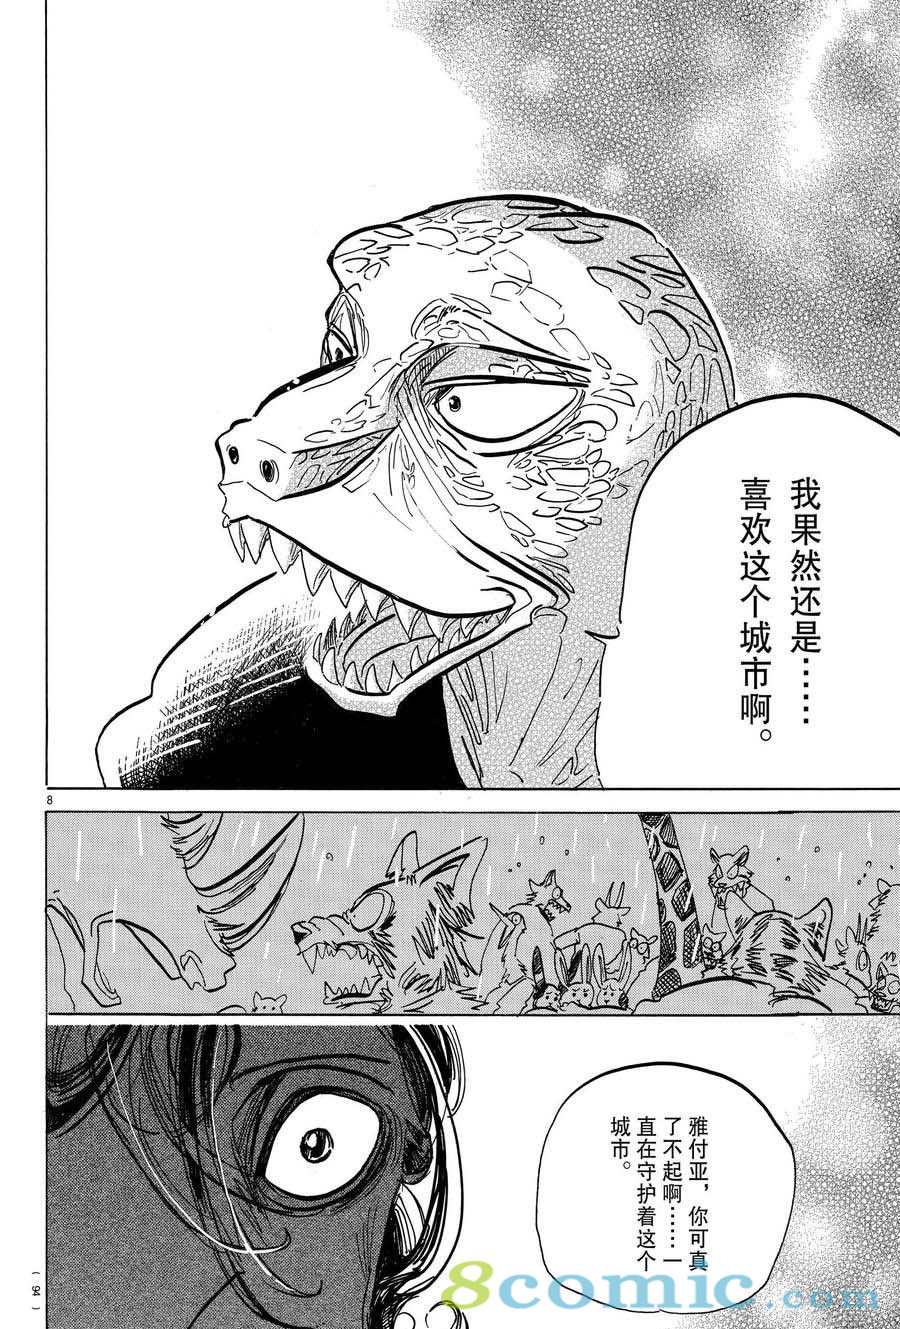 我果然还是……
喜欢这个城市啊。
8
雅付亚，你可真
了不起啊……一
直在守护着这个
城市。
( 94 )
8comic.com